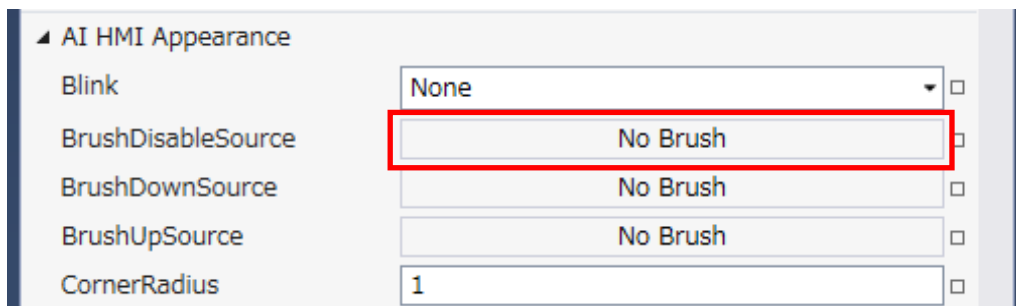 AI HMI Appearance
Blink None
BrushDisableSource No Brush
BrushDownSource No Brush
BrushUpSource No Brush
CornerRadius 1